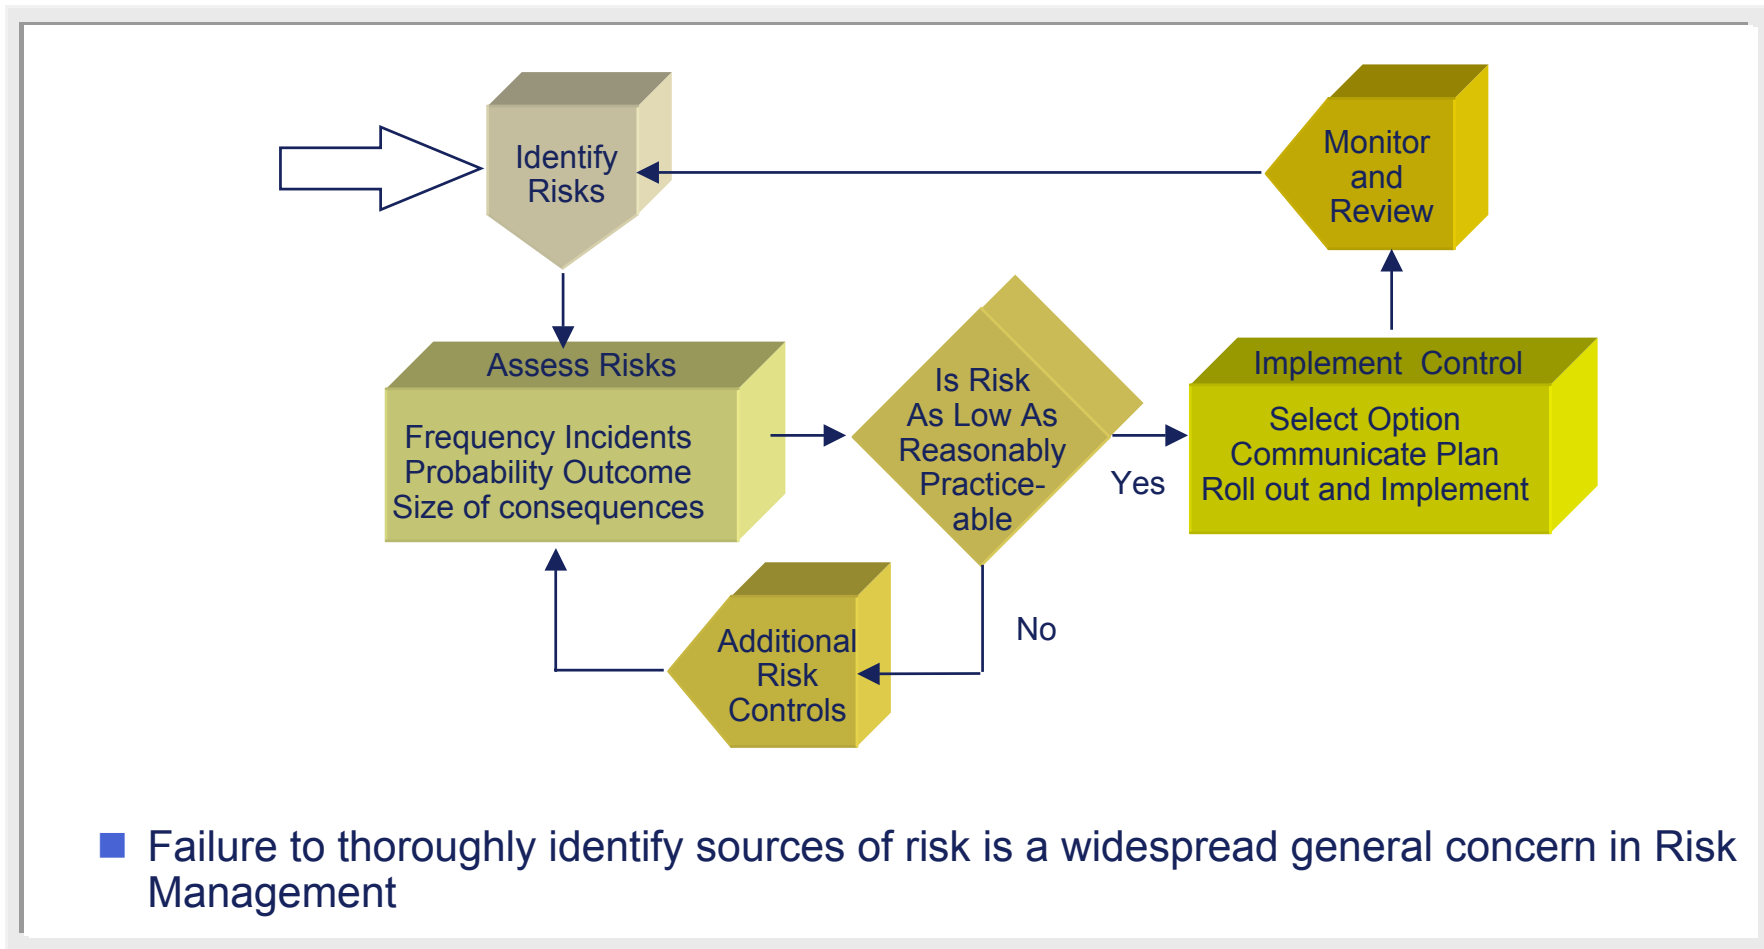 Identify
Risks
Monitor
and
Review
Assess Risks
Frequency Incidents
Probability Outcome
Size of consequences
Is Risk
As Low As
Reasonably
Practice-
able
Yes
No
Implement  Control
Select Option
Communicate Plan
Roll out and Implement
Additional
Risk
Controls
Failure to thoroughly identify sources of risk is a widespread general concern in Risk
Management